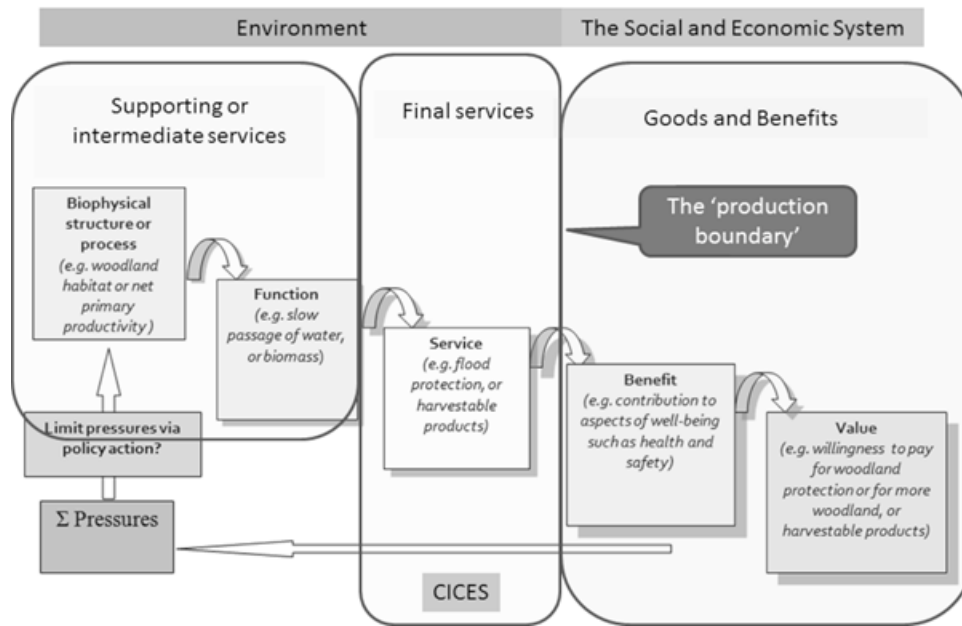 Environment
The Social and Economic System
Supporting or
intermediate services
Final services
Goods and Benefits
Biophysical
structure or
process
(e.g. woodland
habitat or net
primary
productivity )
The 'production
boundary'
Function
(e.g. slow
passage of water,
or biomass)
Service
(e.g. flood
protection, or
harvestable
products)
Benefit
(e.g. contribution to
aspects of well-being
such as health and
safety)
Value
(e.g. willingness to pay
for woodland
protection or for more
woodland, or
harvestable products)
Limit pressures via
policy action?
Σ Pressures
CICES